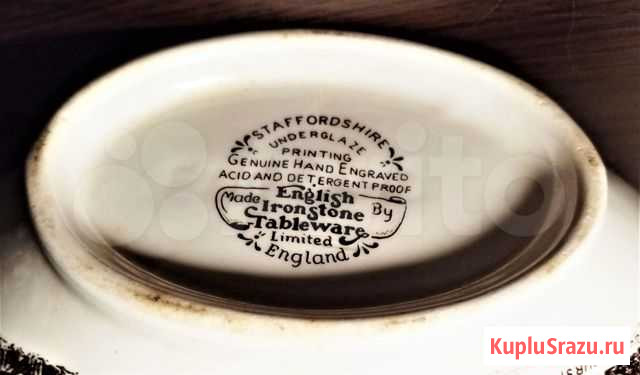 STAFFORDSHIRE
UNDERGLAZE
PRINTING
GENUINE HAND ENGRAVED
ACID AND DETERGENT PROOF
Made English By
IronStone
Tableware
Limited
England
KupluSrazu.ru